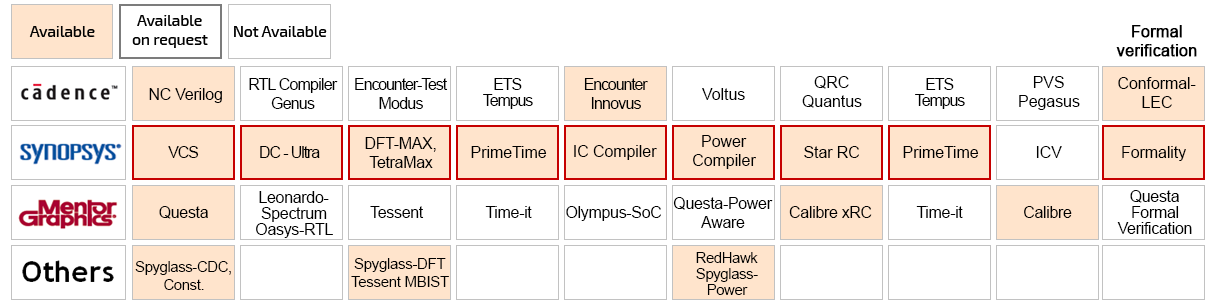 Available
Available
on request
Not Available
Formal
verification
cādence™
NC Verilog
RTL Compiler
Genus
Encounter-Test
Modus
ETS
Tempus
Encounter
Innovus
Voltus
QRC
Quantus
ETS
Tempus
PVS
Pegasus
Conformal-
LEC
SYNOPSYS®
VCS
DC - Ultra
DFT-MAX,
TetraMax
PrimeTime
IC Compiler
Power
Compiler
Star RC
PrimeTime
ICV
Formality
Mentor
Graphics®
Questa
Leonardo-
Spectrum
Oasys-RTL
Tessent
Time-it
Olympus-SoC
Questa-Power
Aware
Calibre xRC
Time-it
Calibre
Questa
Formal
Verification
Others
Spyglass-CDC,
Const.
Spyglass-DFT
Tessent MBIST
RedHawk
Spyglass-
Power